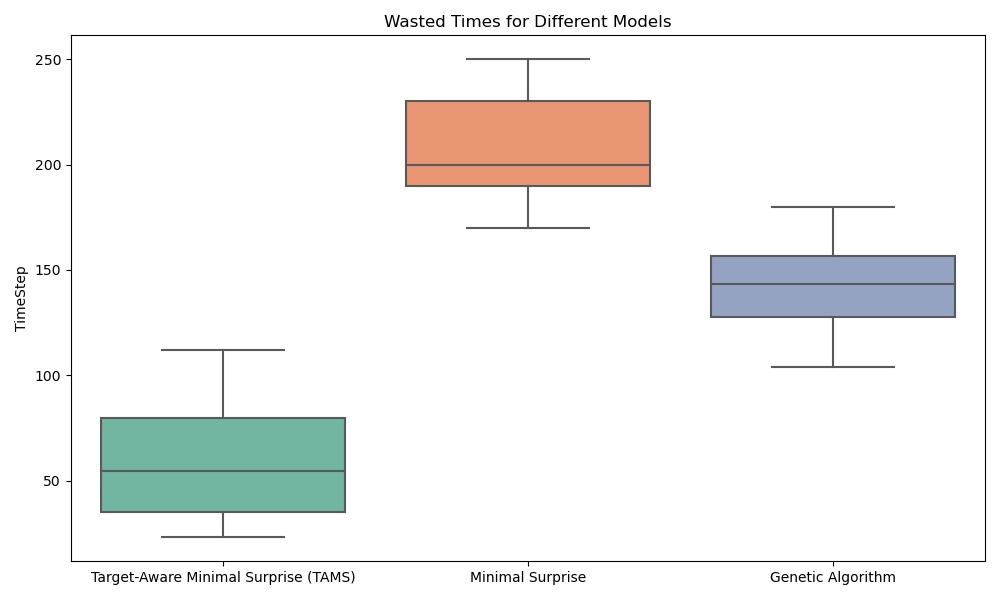 Wasted Times for Different Models
TimeStep
250
200
150
100
50
Target-Aware Minimal Surprise (TAMS)
Minimal Surprise
Genetic Algorithm